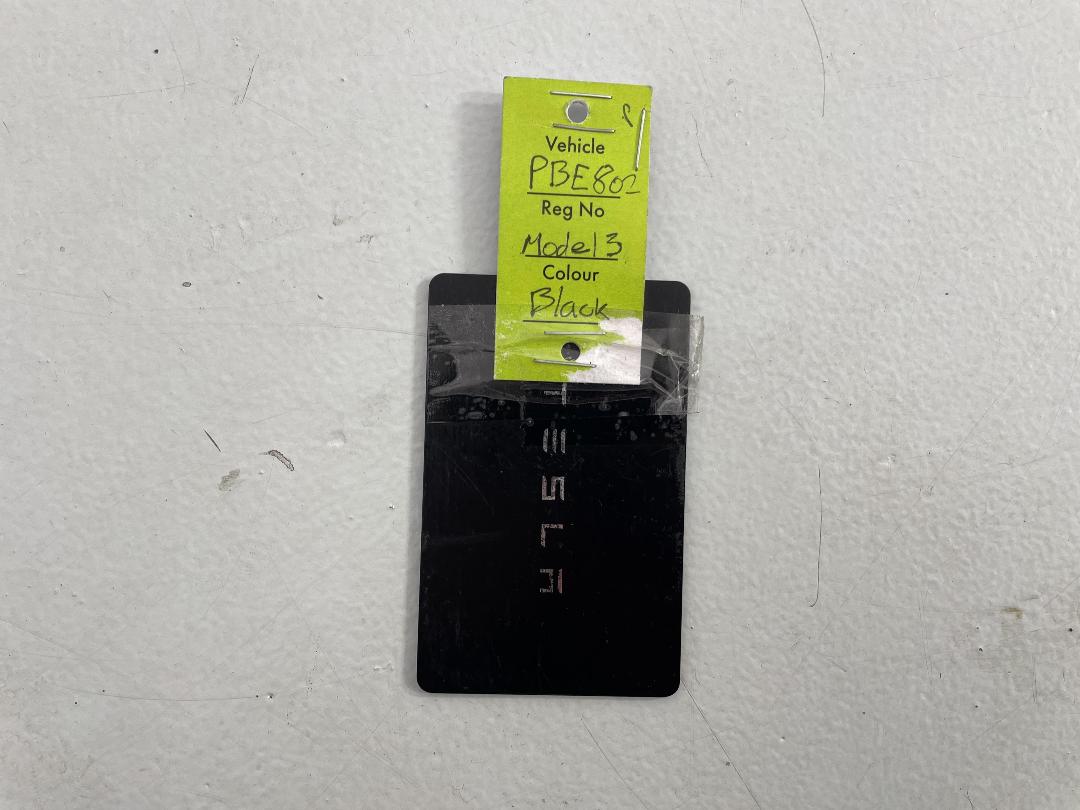 Vehicle
PBE802
Reg No
Model 3
Colour
Black
TESLA